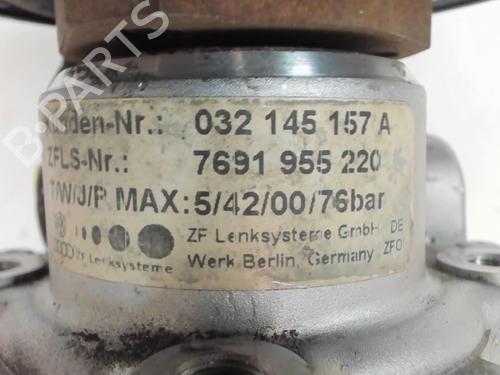 Kunden-Nr.: 032 145 157 A
ZFLS-Nr.: 7691 955 220
T/W/J/P MAX: 5/42/00/76bar
ZF Lenksysteme GmbH DE
ZF Lenksysteme Werk Berlin, Germany ZFO
B-PARTS